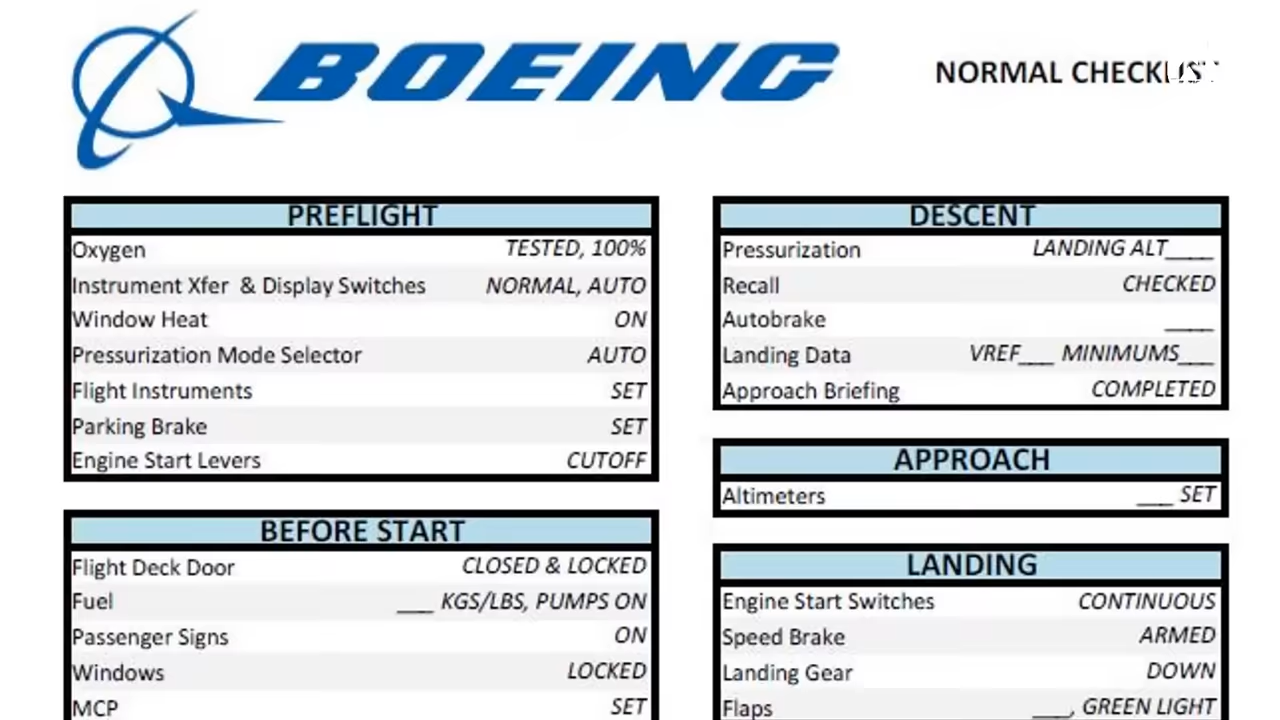 BOEING
NORMAL CHECKLIST
PREFLIGHT
Oxygen TESTED, 100%
Instrument Xfer & Display Switches NORMAL, AUTO
Window Heat ON
Pressurization Mode Selector AUTO
Flight Instruments SET
Parking Brake SET
Engine Start Levers CUTOFF
BEFORE START
Flight Deck Door CLOSED & LOCKED
Fuel ___ KGS/LBS, PUMPS ON
Passenger Signs ON
Windows LOCKED
MCP SET
DESCENT
Pressurization LANDING ALT____
Recall CHECKED
Autobrake ____
Landing Data VREF___ MINIMUMS___
Approach Briefing COMPLETED
APPROACH
Altimeters ___ SET
LANDING
Engine Start Switches CONTINUOUS
Speed Brake ARMED
Landing Gear DOWN
Flaps ___, GREEN LIGHT